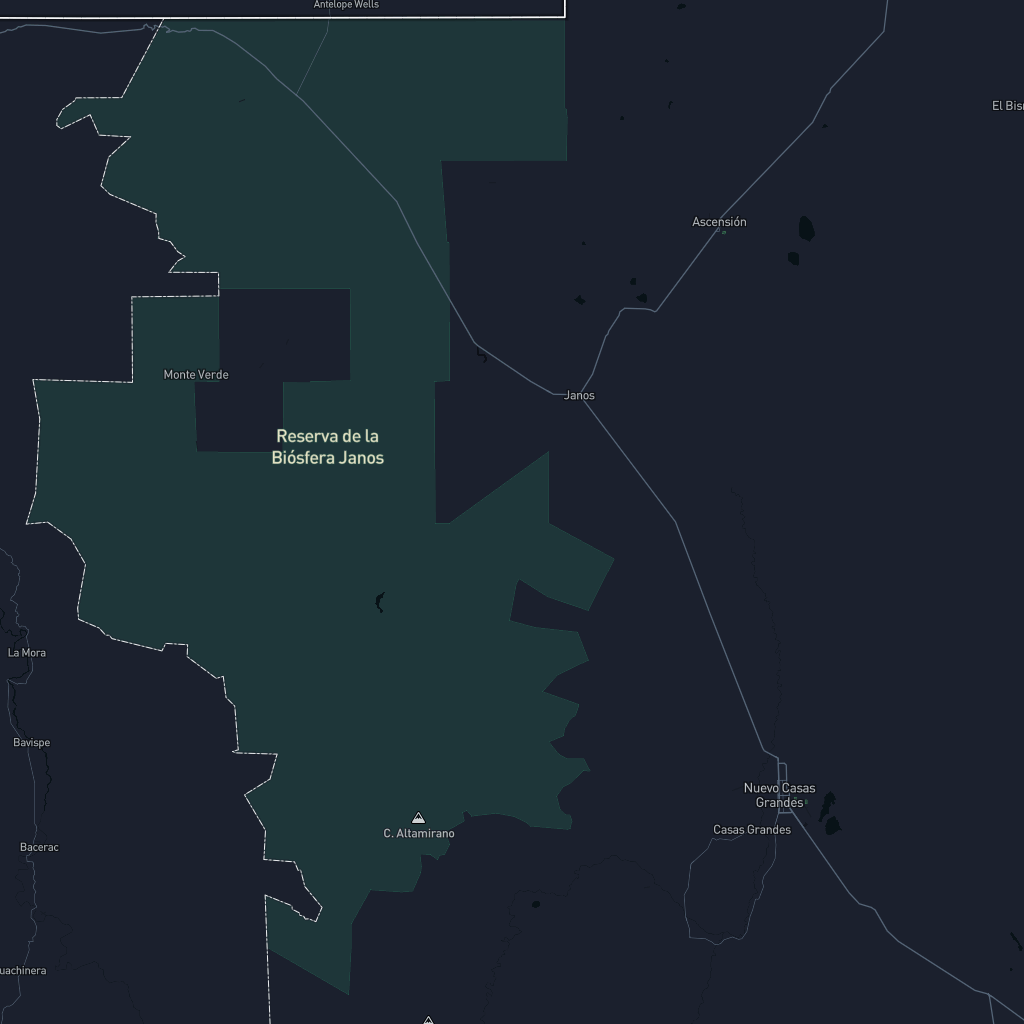 Antelope Wells
El Bis
Ascensión
Monte Verde
Janos
Reserva de la
Biósfera Janos
La Mora
Bavispe
Nuevo Casas
Grandes
Casas Grandes
C. Altamirano
Bacerac
uachinera